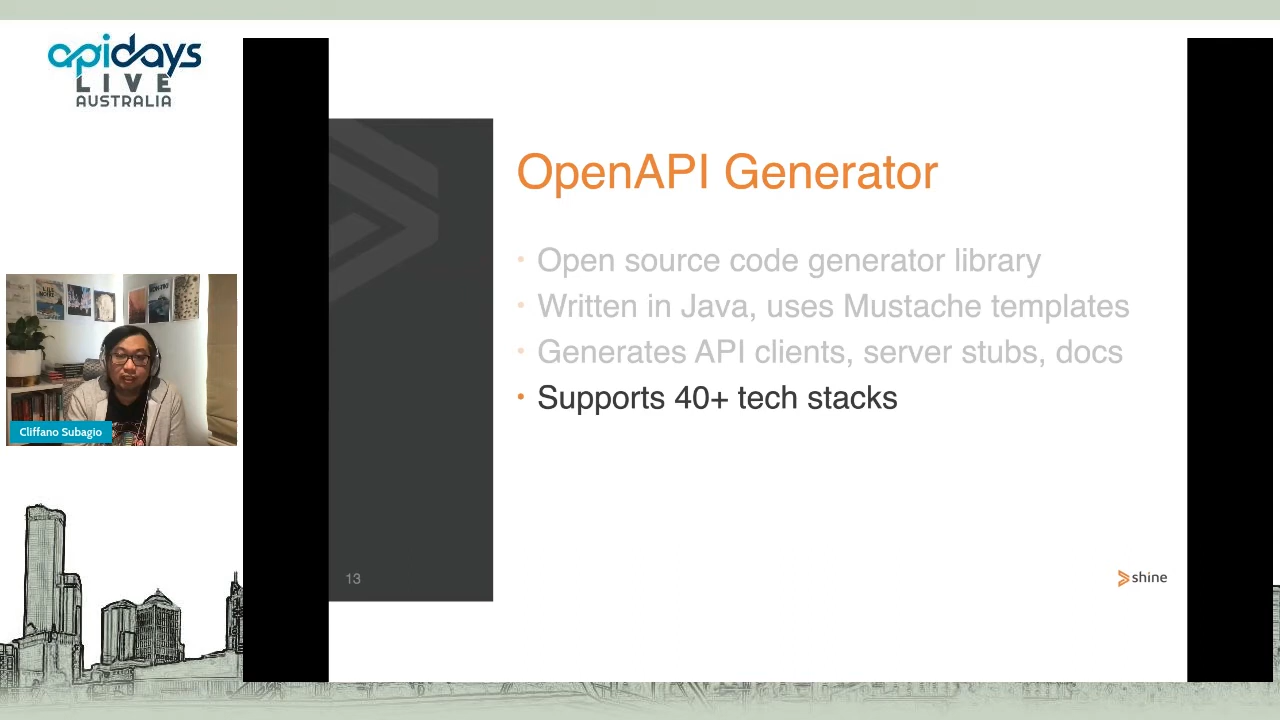 apidays
LIVE
AUSTRALIA
OpenAPI Generator
• Open source code generator library
• Written in Java, uses Mustache templates
• Generates API clients, server stubs, docs
• Supports 40+ tech stacks
Cliffano Subagio
13
shine